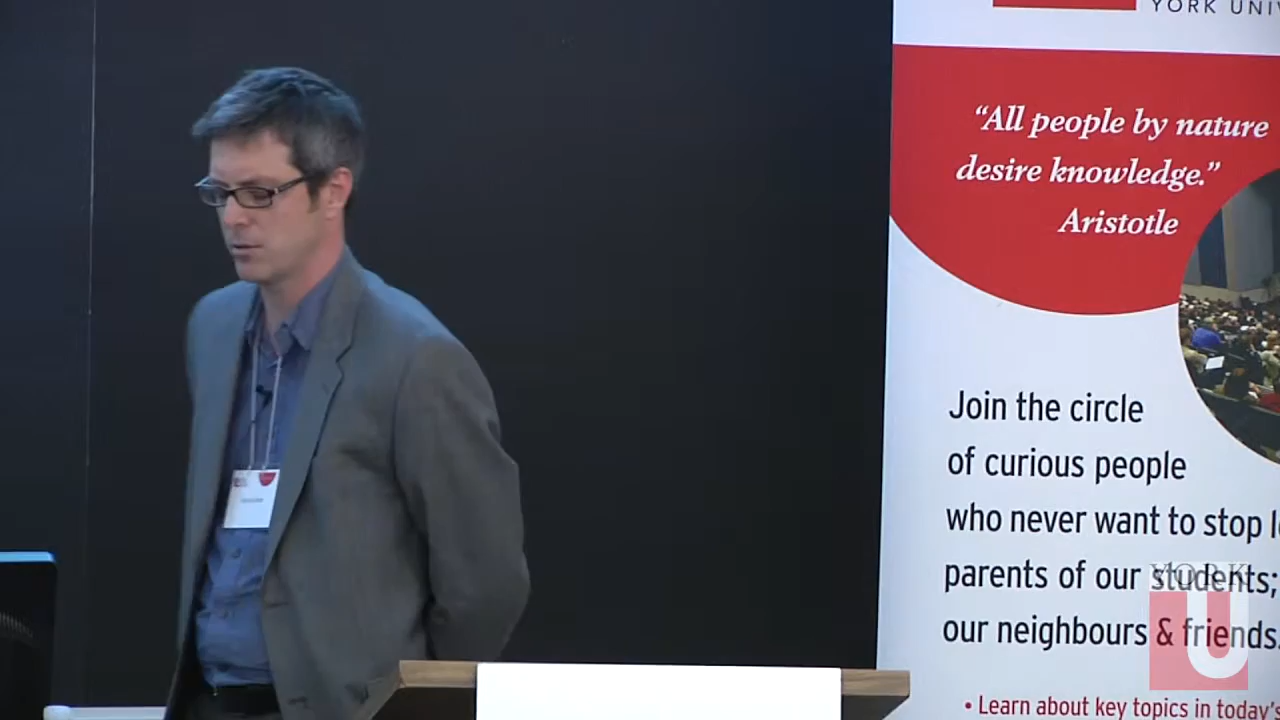 YORK UNI
“All people by nature
desire knowledge.”
Aristotle
Join the circle
of curious people
who never want to stop l
parents of our students;
our neighbours & friends.
• Learn about key topics in today's
YORK
U